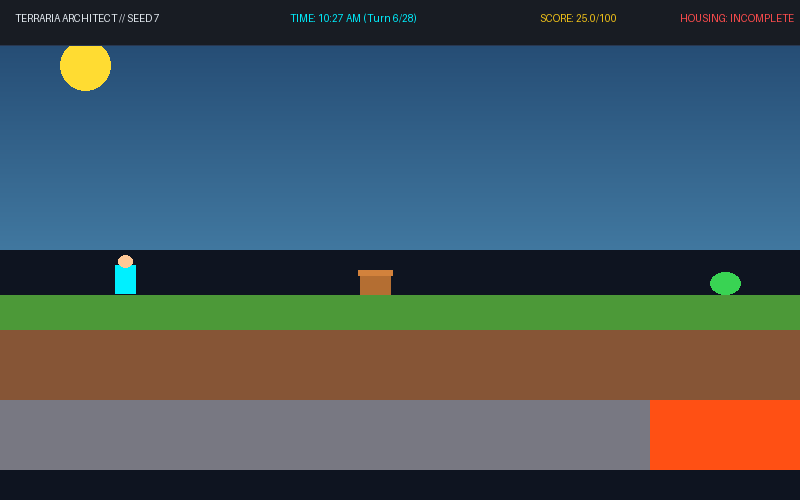 TERRARIA ARCHITECT // SEED 7
TIME: 10:27 AM (Turn 6/28)
SCORE: 25.0/100
HOUSING: INCOMPLETE